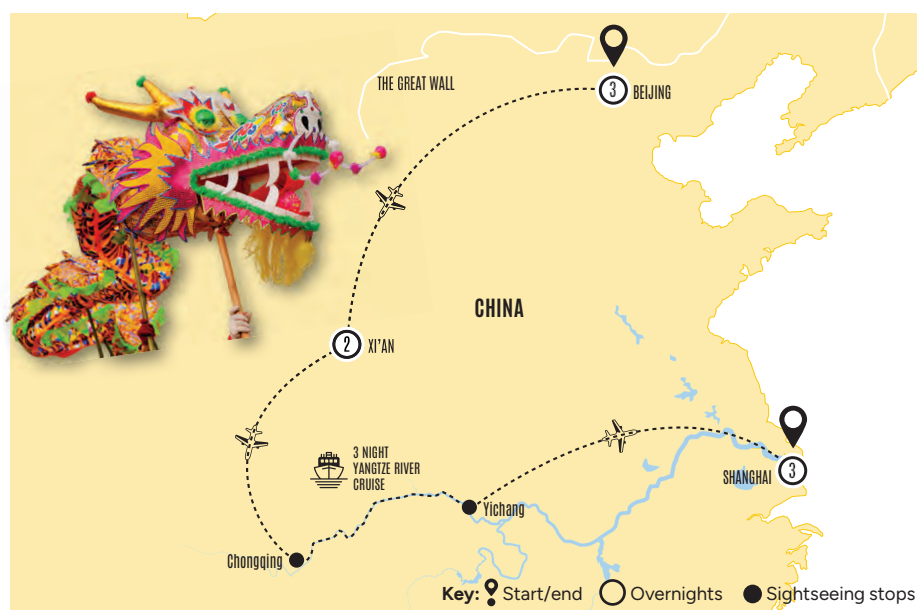 THE GREAT WALL
3 BEIJING
CHINA
2 XI'AN
3 NIGHT
YANGTZE RIVER
CRUISE
SHANGHAI 3
Yichang
Chongqing
Key: Start/end Overnights Sightseeing stops